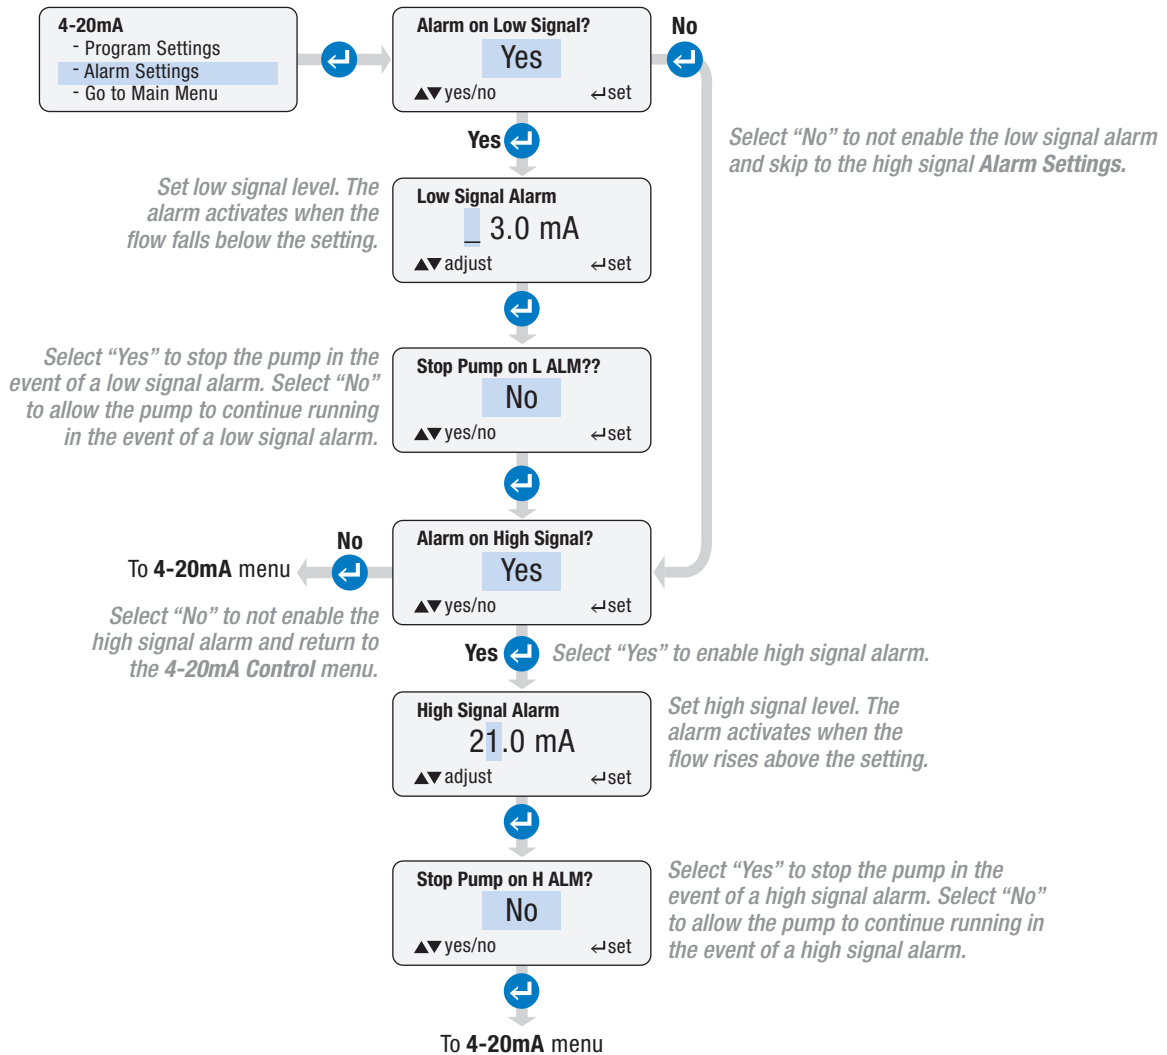 4-20mA
- Program Settings
- Alarm Settings
- Go to Main Menu
Alarm on Low Signal?
Yes
▲▼ yes/no ↵set
No
Select “No” to not enable the low signal alarm
and skip to the high signal Alarm Settings.
Yes
Set low signal level. The
alarm activates when the
flow falls below the setting.
Low Signal Alarm
_ 3.0 mA
▲▼ adjust ↵set
Select “Yes” to stop the pump in the
event of a low signal alarm. Select “No”
to allow the pump to continue running
in the event of a low signal alarm.
Stop Pump on L ALM??
No
▲▼ yes/no ↵set
Alarm on High Signal?
Yes
▲▼ yes/no ↵set
No
To 4-20mA menu
Select “No” to not enable the
high signal alarm and return to
the 4-20mA Control menu.
Yes
Select “Yes” to enable high signal alarm.
High Signal Alarm
21.0 mA
▲▼ adjust ↵set
Set high signal level. The
alarm activates when the
flow rises above the setting.
Stop Pump on H ALM?
No
▲▼ yes/no ↵set
Select “Yes” to stop the pump in the
event of a high signal alarm. Select “No”
to allow the pump to continue running in
the event of a high signal alarm.
To 4-20mA menu